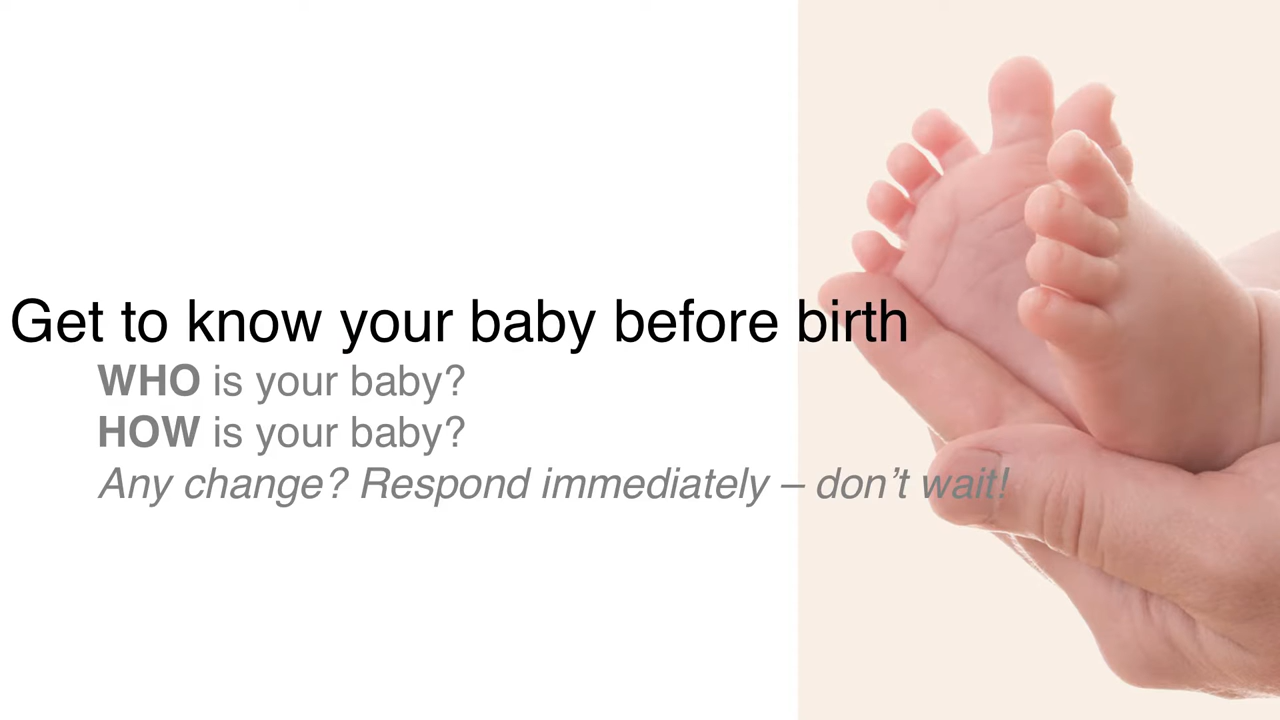 Get to know your baby before birth
WHO is your baby?
HOW is your baby?
Any change? Respond immediately – don’t wait!